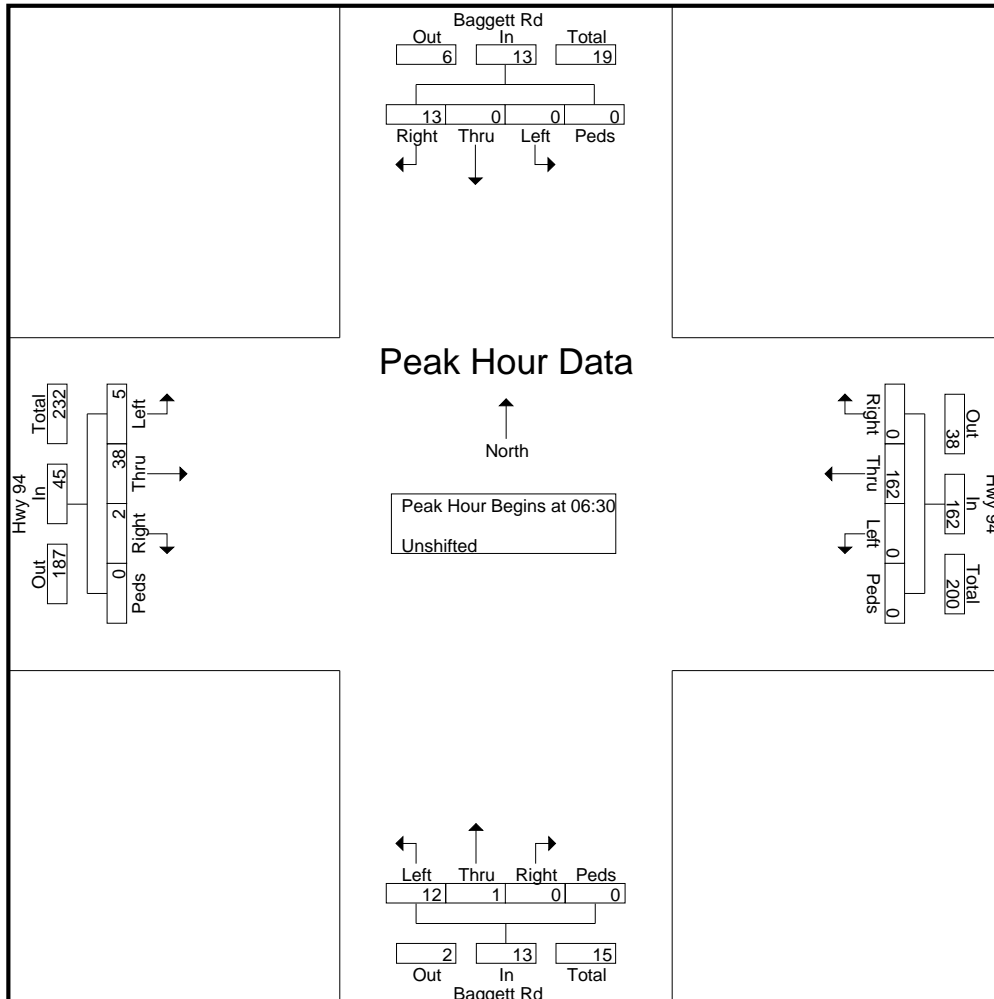 Baggett Rd
Out In Total
6 13 19
13 0 0 0
Right Thru Left Peds
Peak Hour Data
North
Peak Hour Begins at 06:30
Unshifted
Hwy 94
Total In Out
232 45 187
5 38 2 0
Left Thru Right Peds
Right Thru Left Peds
0 162 0 0
Out In Total
38 162 200
Hwy 94
Left Thru Right Peds
12 1 0 0
2 13 15
Out In Total
Baggett Rd